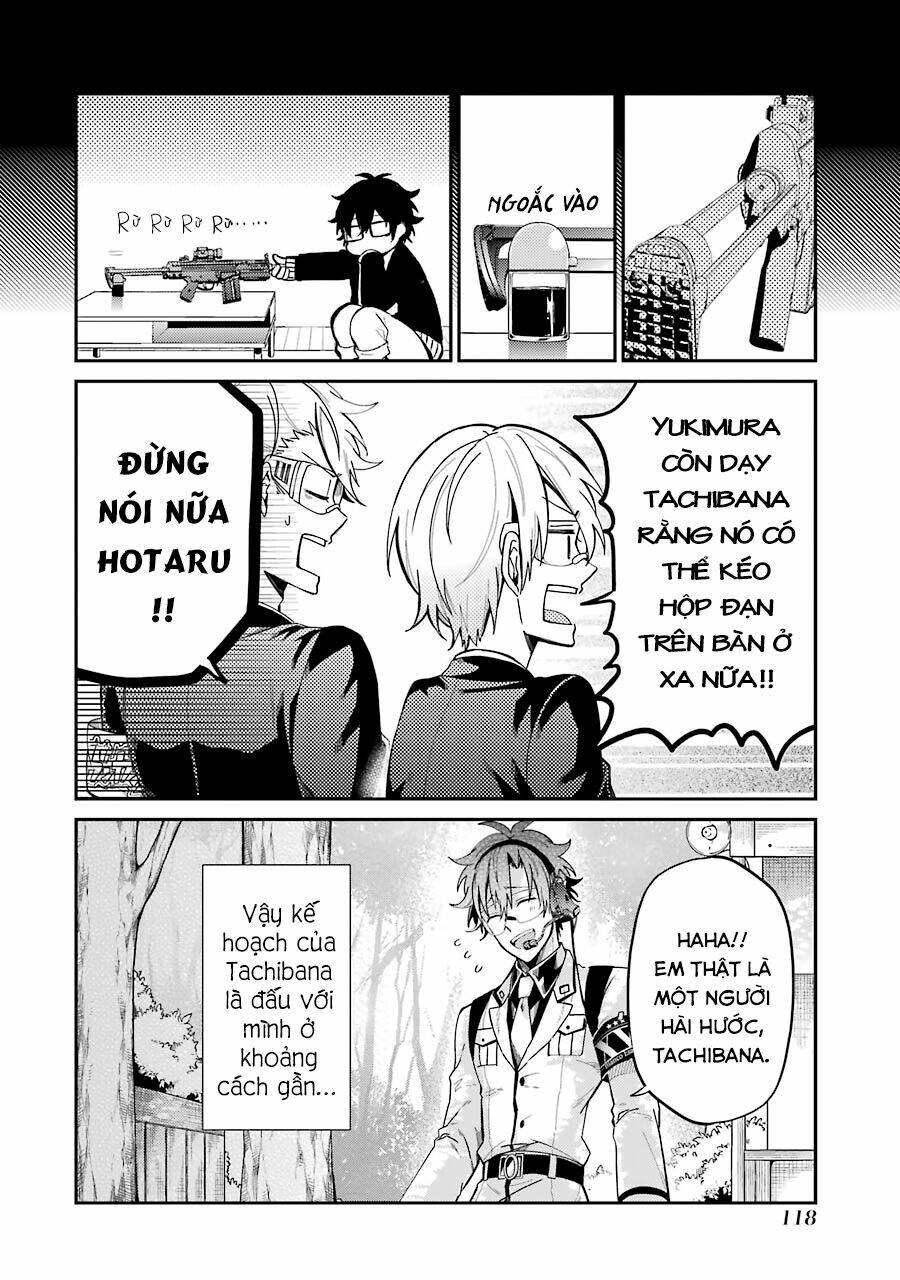 NGOẮC VÀO
RỪ RỪ RỪ RỪ......
YUKIMURA
CÒN DẠY
TACHIBANA
RẰNG NÓ CÓ
THỂ KÉO
HỘP ĐẠN
TRÊN BÀN Ở
XA NỮA!!
ĐỪNG
NÓI NỮA
HOTARU
!!
HAHA!!
EM THẬT LÀ
MỘT NGƯỜI
HÀI HƯỚC,
TACHIBANA.
Vậy kế
hoạch của
Tachibana
là đấu với
mình ở
khoảng
cách gần...
118